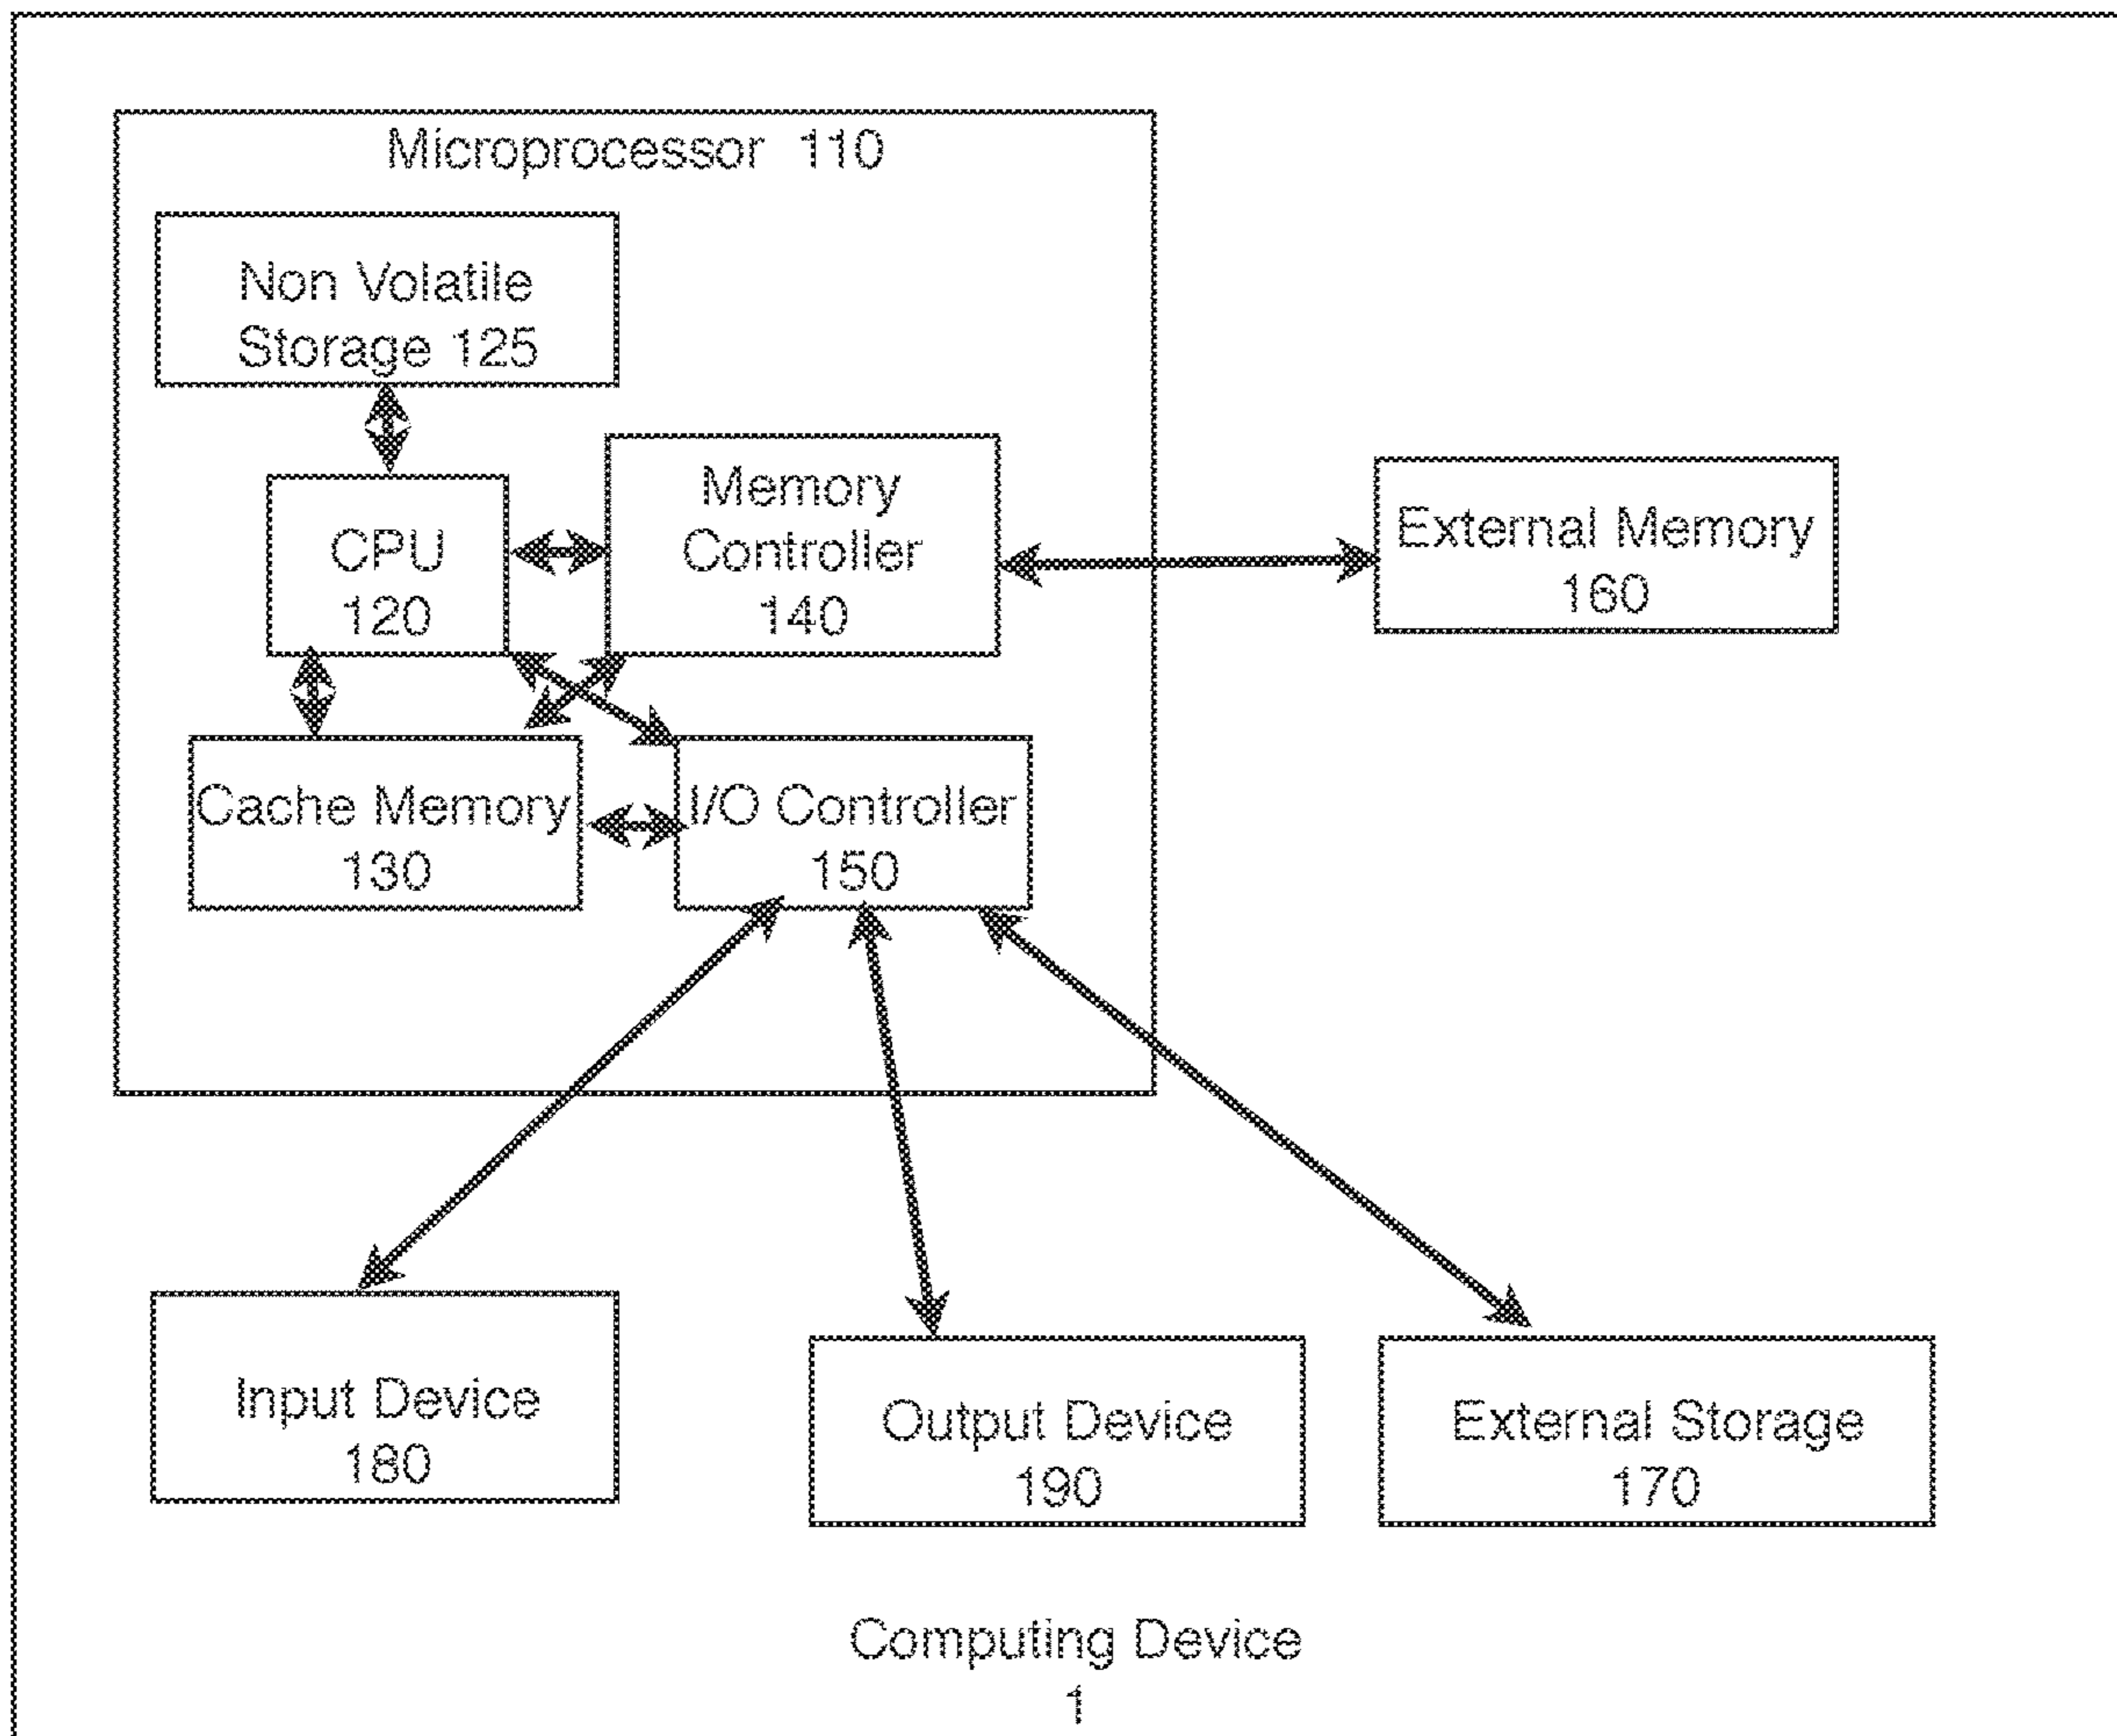 Microprocessor 110
Non Volatile
Storage 125
CPU
120
Memory
Controller
140
External Memory
160
Cache Memory
130
I/O Controller
150
Input Device
180
Output Device
190
External Storage
170
Computing Device
1